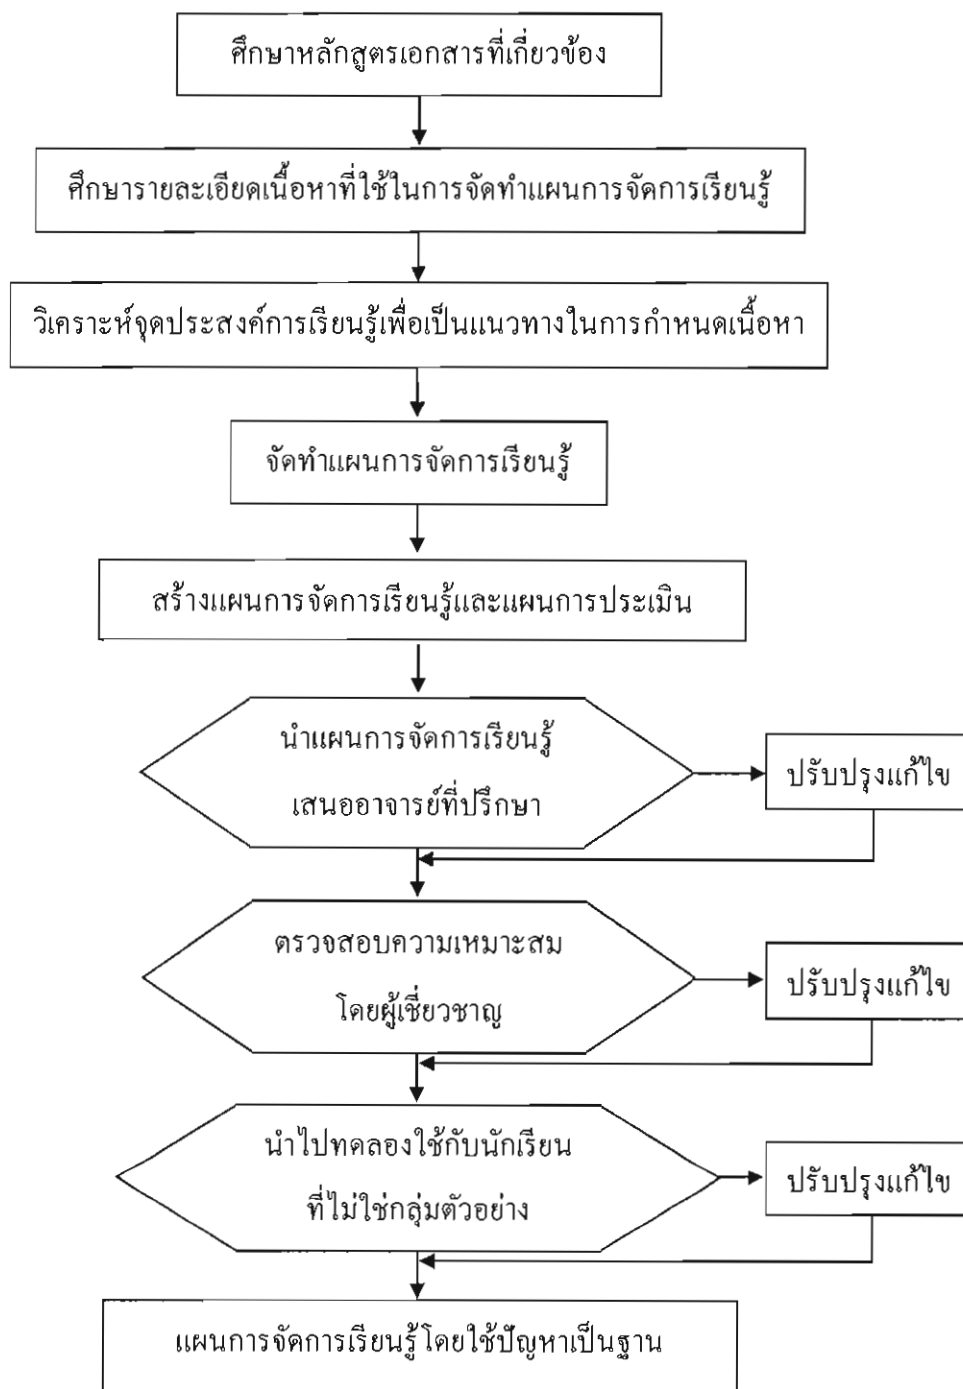 ศึกษาหลักสูตรเอกสารที่เกี่ยวข้อง
ศึกษารายละเอียดเนื้อหาที่ใช้ในการจัดทำแผนการจัดการเรียนรู้
วิเคราะห์จุดประสงค์การเรียนรู้เพื่อเป็นแนวทางในการกำหนดเนื้อหา
จัดทำแผนการจัดการเรียนรู้
สร้างแผนการจัดการเรียนรู้และแผนการประเมิน
นำแผนการจัดการเรียนรู้
เสนออาจารย์ที่ปรึกษา
ปรับปรุงแก้ไข
ตรวจสอบความเหมาะสม
โดยผู้เชี่ยวชาญ
ปรับปรุงแก้ไข
นำไปทดลองใช้กับนักเรียน
ที่ไม่ใช่กลุ่มตัวอย่าง
ปรับปรุงแก้ไข
แผนการจัดการเรียนรู้โดยใช้ปัญหาเป็นฐาน